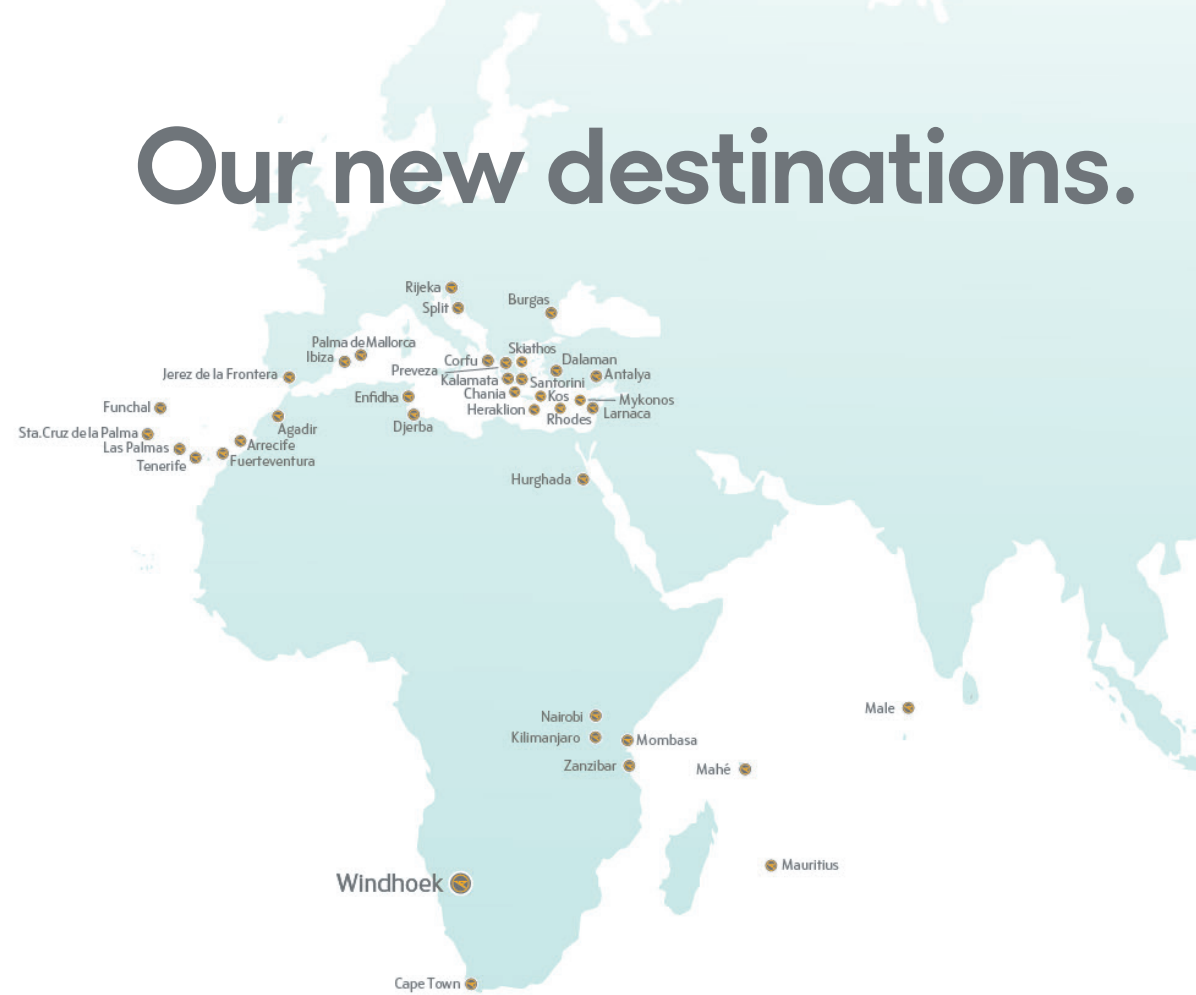 Our new destinations.
Rijeka
Split
Burgas
Palma de Mallorca
Ibiza
Jerez de la Frontera
Corfu
Skiathos
Preveza
Dalaman
Kalamata
Santorini
Antalya
Chania
Kos
Mykonos
Heraklion
Rhodes
Larnaca
Enfidha
Djerba
Funchal
Agadir
Sta. Cruz de la Palma
Las Palmas
Arrecife
Tenerife
Fuerteventura
Hurghada
Nairobi
Male
Kilimanjaro
Mombasa
Zanzibar
Mahé
Mauritius
Windhoek
Cape Town